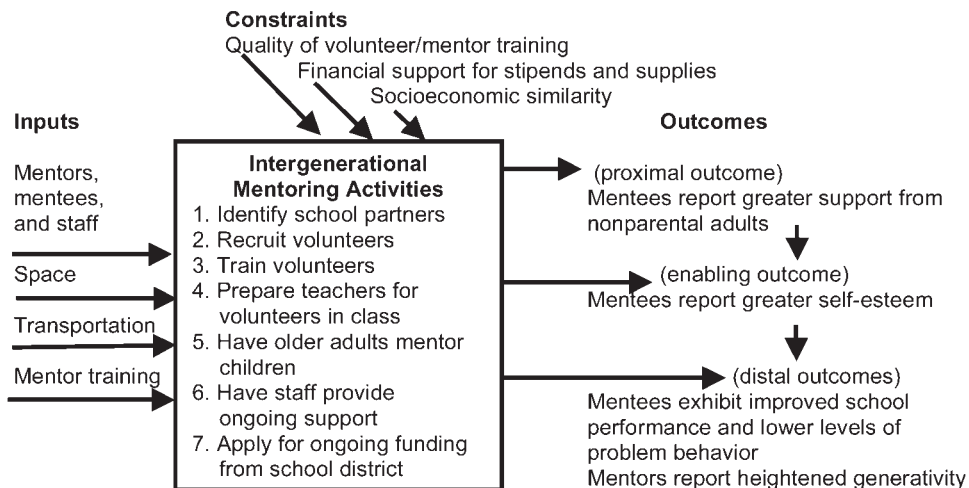 Constraints
Quality of volunteer/mentor training
Financial support for stipends and supplies
Socioeconomic similarity
Inputs
Mentors,
mentees,
and staff
Space
Transportation
Mentor training
Intergenerational
Mentoring Activities
1. Identify school partners
2. Recruit volunteers
3. Train volunteers
4. Prepare teachers for
volunteers in class
5. Have older adults mentor
children
6. Have staff provide
ongoing support
7. Apply for ongoing funding
from school district
Outcomes
(proximal outcome)
Mentees report greater support from
nonparental adults
(enabling outcome)
Mentees report greater self-esteem
(distal outcomes)
Mentees exhibit improved school
performance and lower levels of
problem behavior
Mentors report heightened generativity